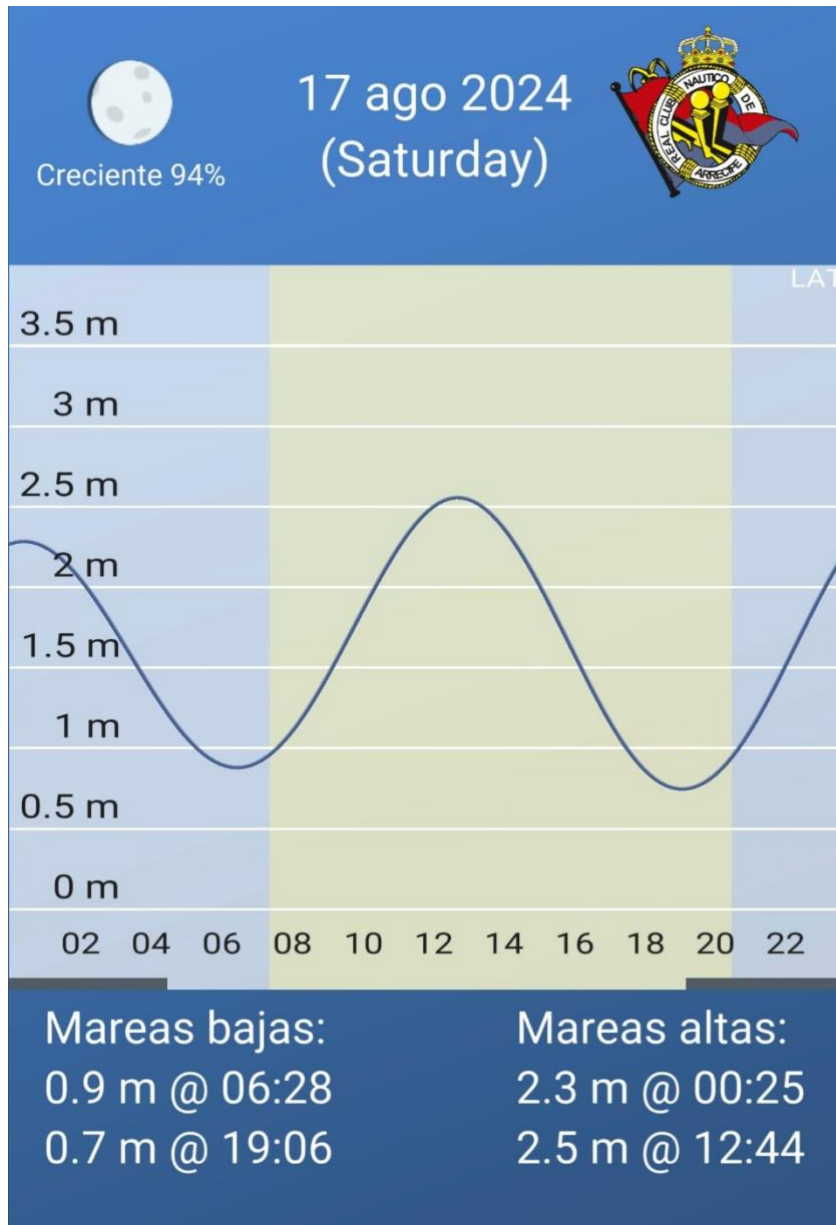 17 ago 2024
(Saturday)
Creciente 94%
REAL CLUB NAUTICO DE ARRECIFE
LAT
3.5 m
3 m
2.5 m
2 m
1.5 m
1 m
0.5 m
0 m
02 04 06 08 10 12 14 16 18 20 22
Mareas bajas:
0.9 m @ 06:28
0.7 m @ 19:06
Mareas altas:
2.3 m @ 00:25
2.5 m @ 12:44